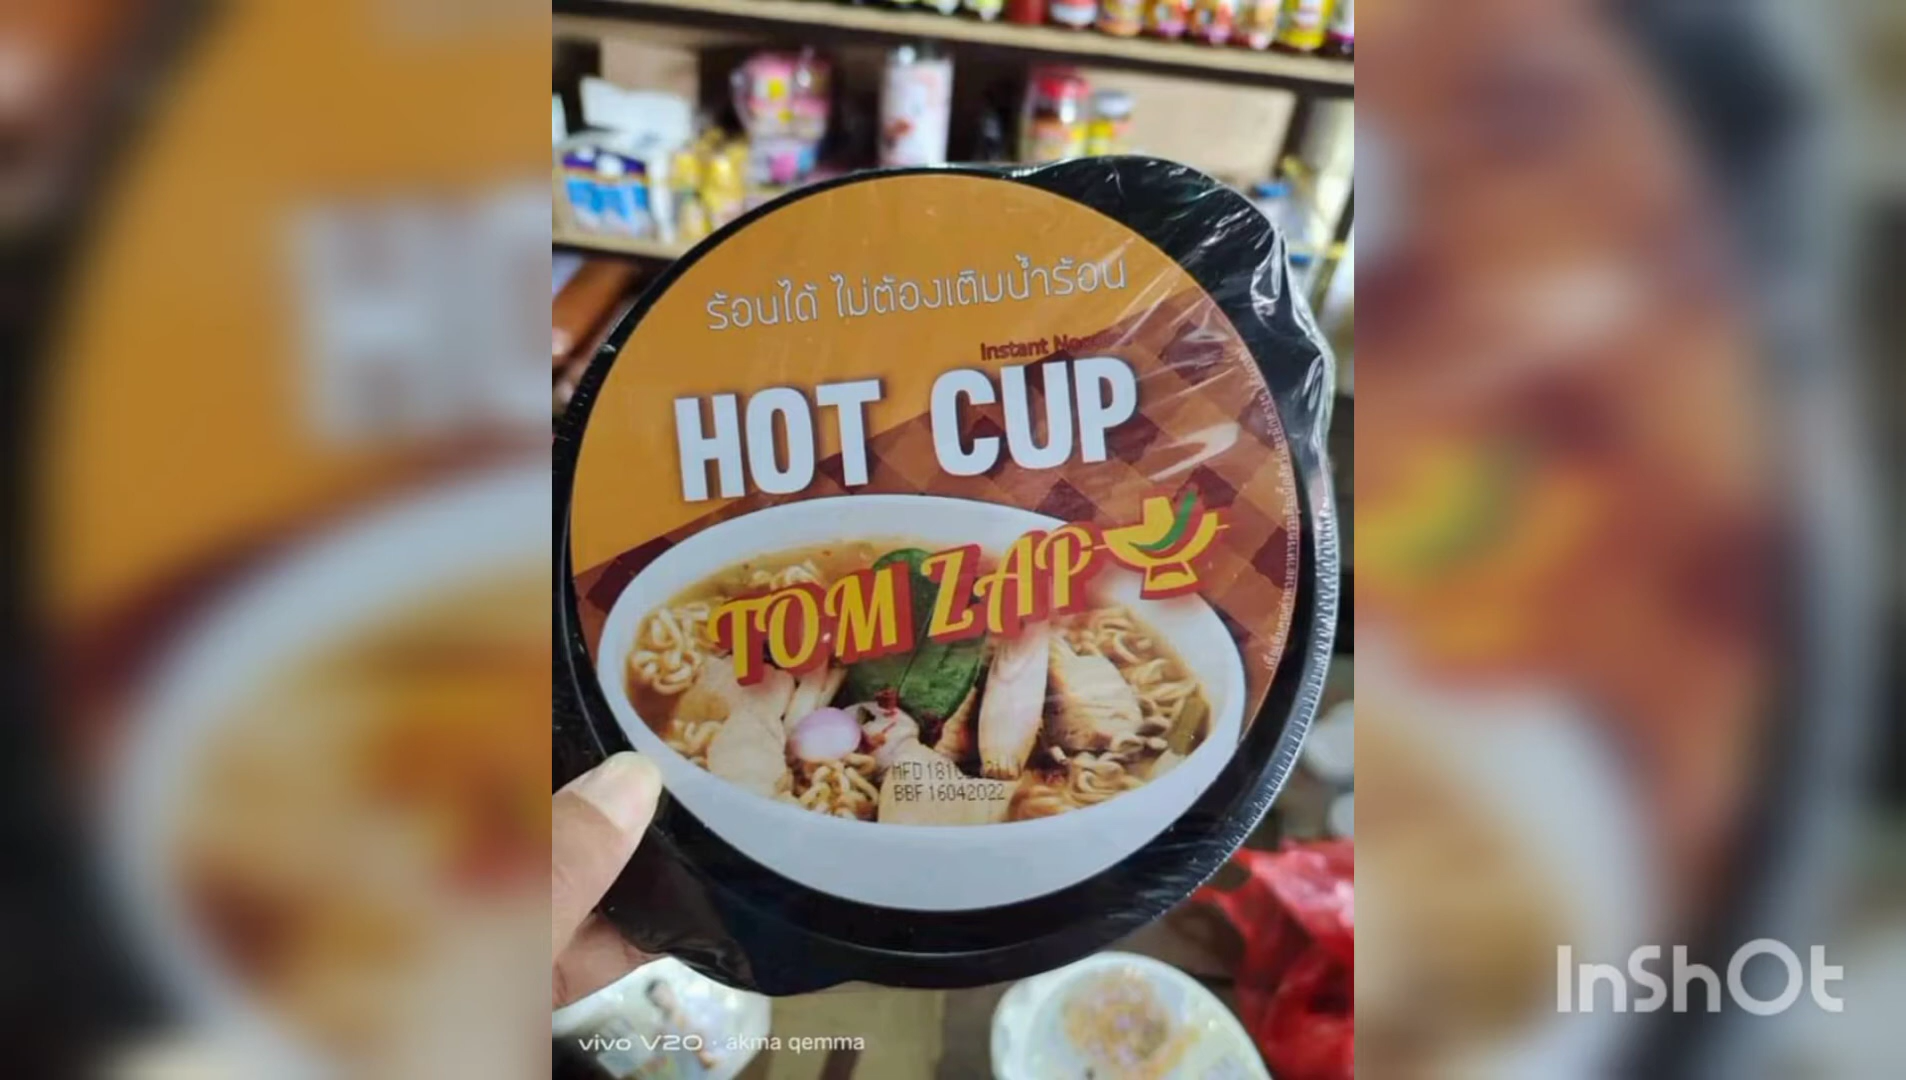 ร้อนได้ ไม่ต้องเติมน้ำร้อน
Instant
HOT CUP
TOM ZAP
BBF 16042022
vivo V20 · akma qemma
InShOt